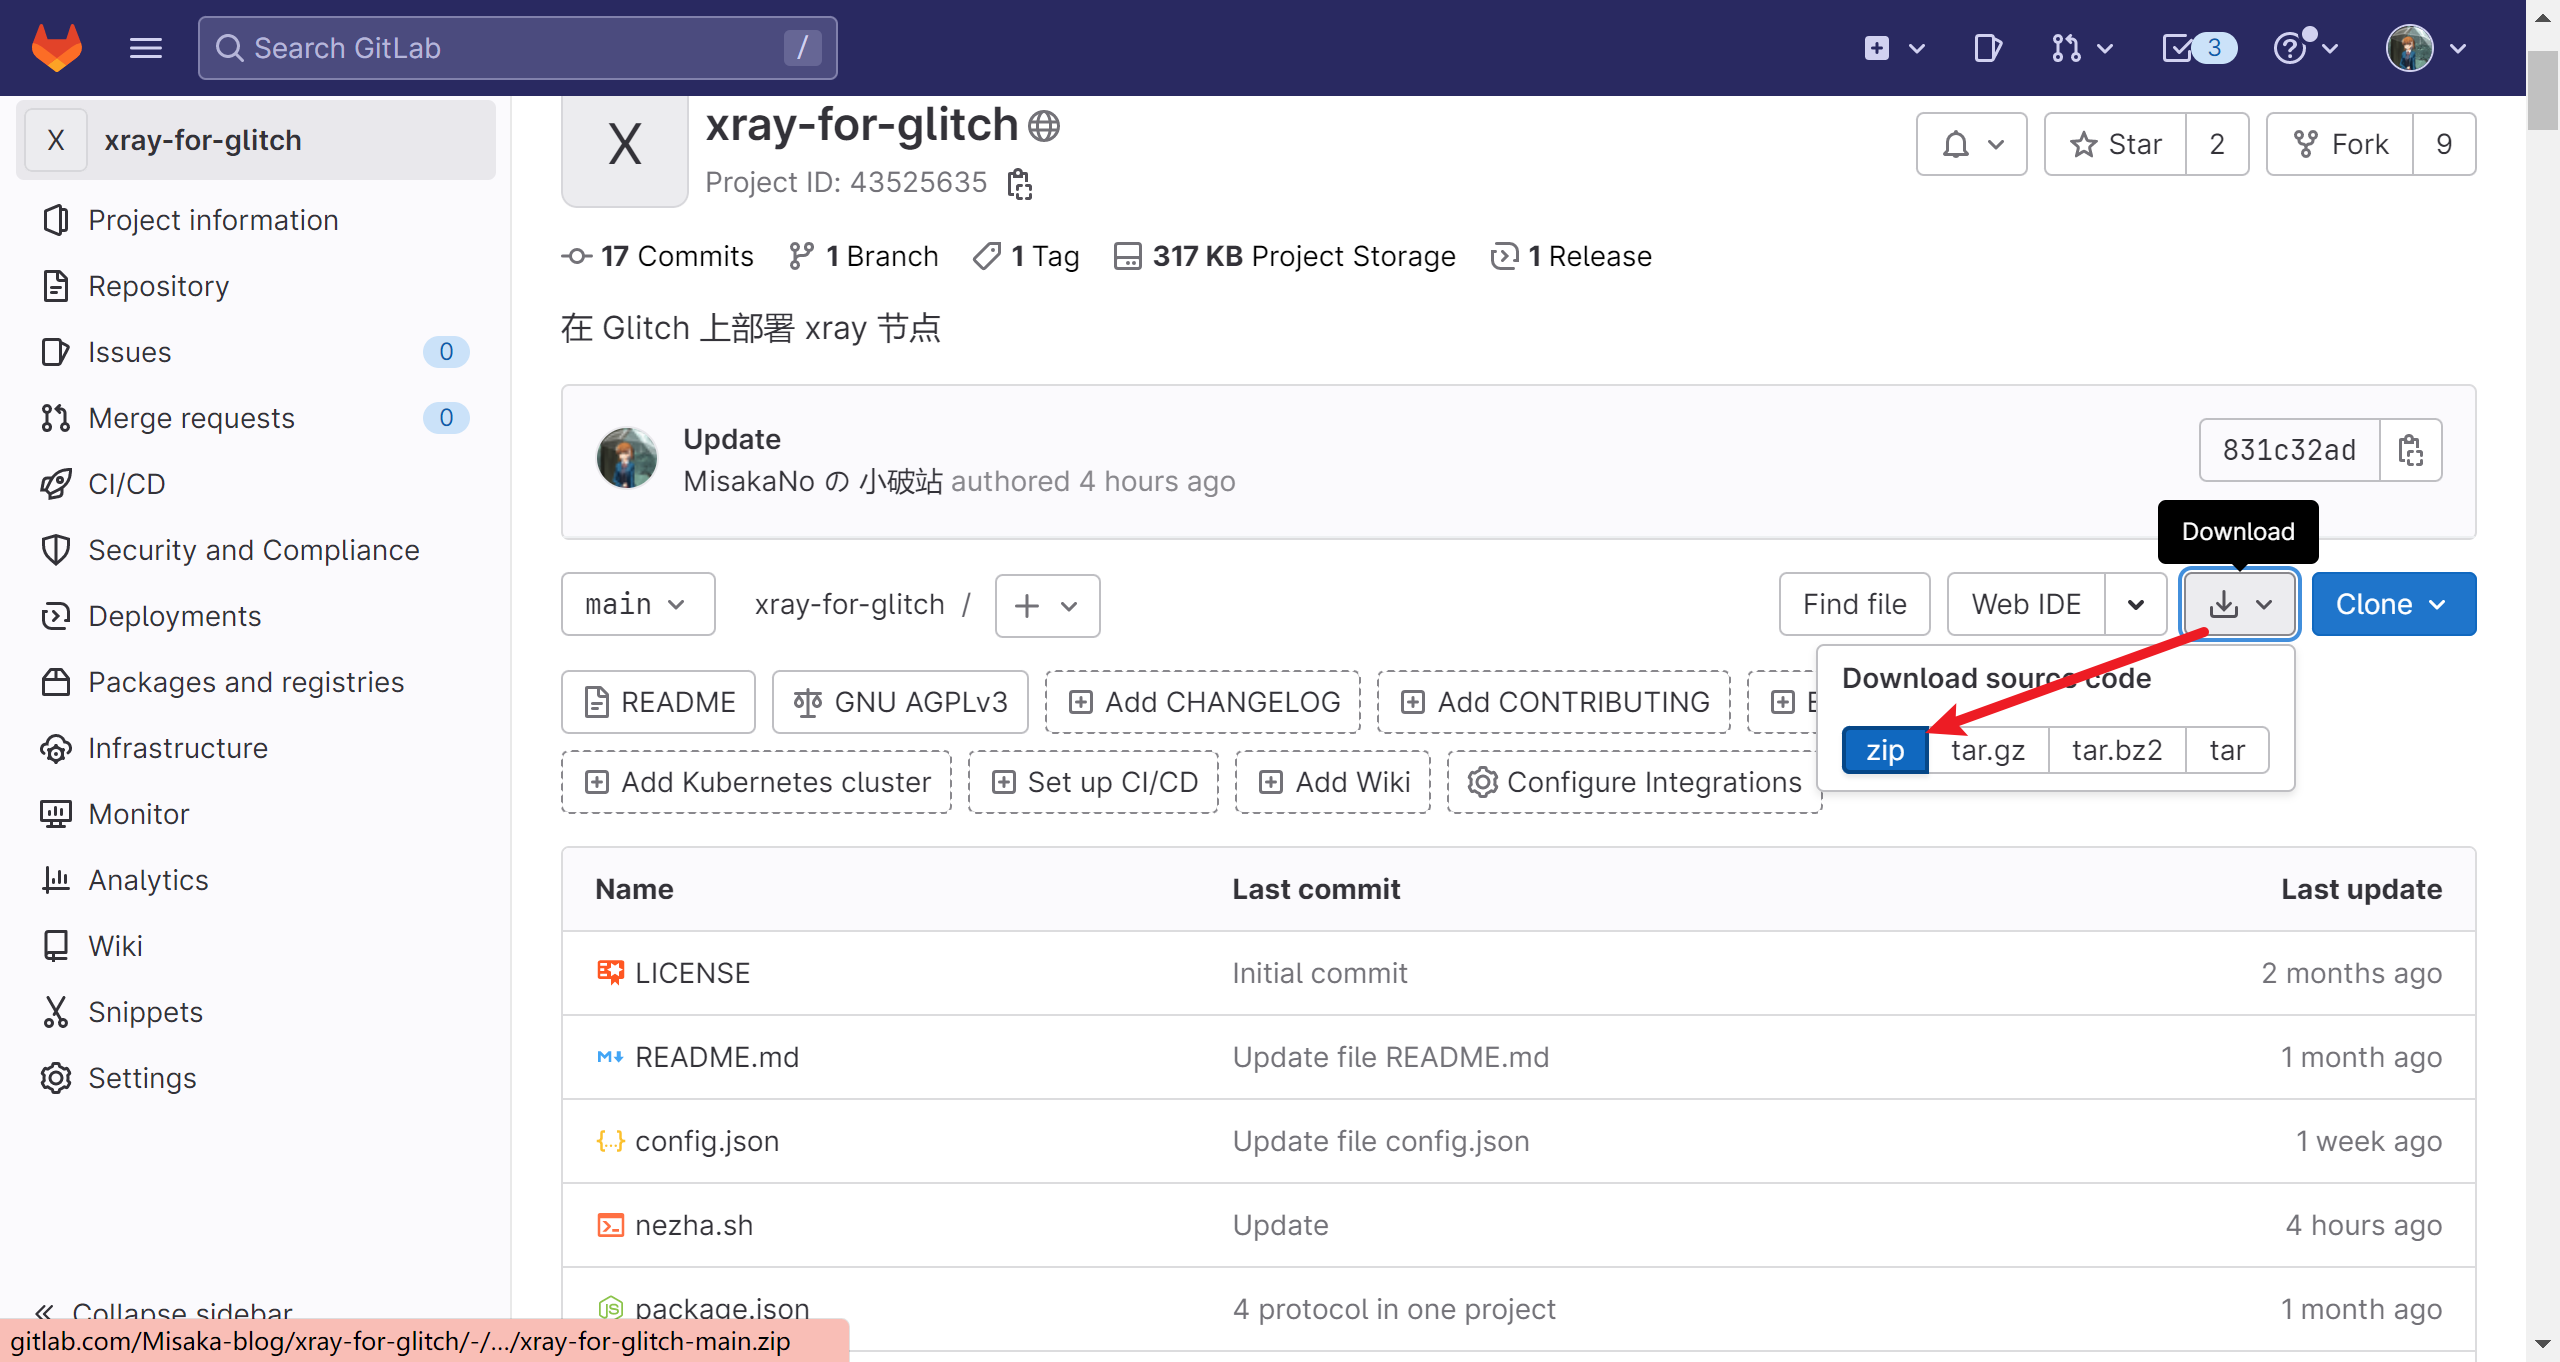 Search GitLab /
3
X xray-for-glitch
Project information
Repository
Issues 0
Merge requests 0
CI/CD
Security and Compliance
Deployments
Packages and registries
Infrastructure
Monitor
Analytics
Wiki
Snippets
Settings
Collapse sidebar
gitlab.com/Misaka-blog/xray-for-glitch/-/.../xray-for-glitch-main.zip
X
xray-for-glitch
Project ID: 43525635
Star 2
Fork 9
17 Commits 1 Branch 1 Tag 317 KB Project Storage 1 Release
在 Glitch 上部署 xray 节点
Update
MisakaNo の 小破站 authored 4 hours ago
831c32ad
Download
main xray-for-glitch / Find file Web IDE Clone
Download source code
zip tar.gz tar.bz2 tar
README GNU AGPLv3 Add CHANGELOG Add CONTRIBUTING
Add Kubernetes cluster Set up CI/CD Add Wiki Configure Integrations
Name Last commit Last update
LICENSE Initial commit 2 months ago
README.md Update file README.md 1 month ago
config.json Update file config.json 1 week ago
nezha.sh Update 4 hours ago
package.json 4 protocol in one project 1 month ago